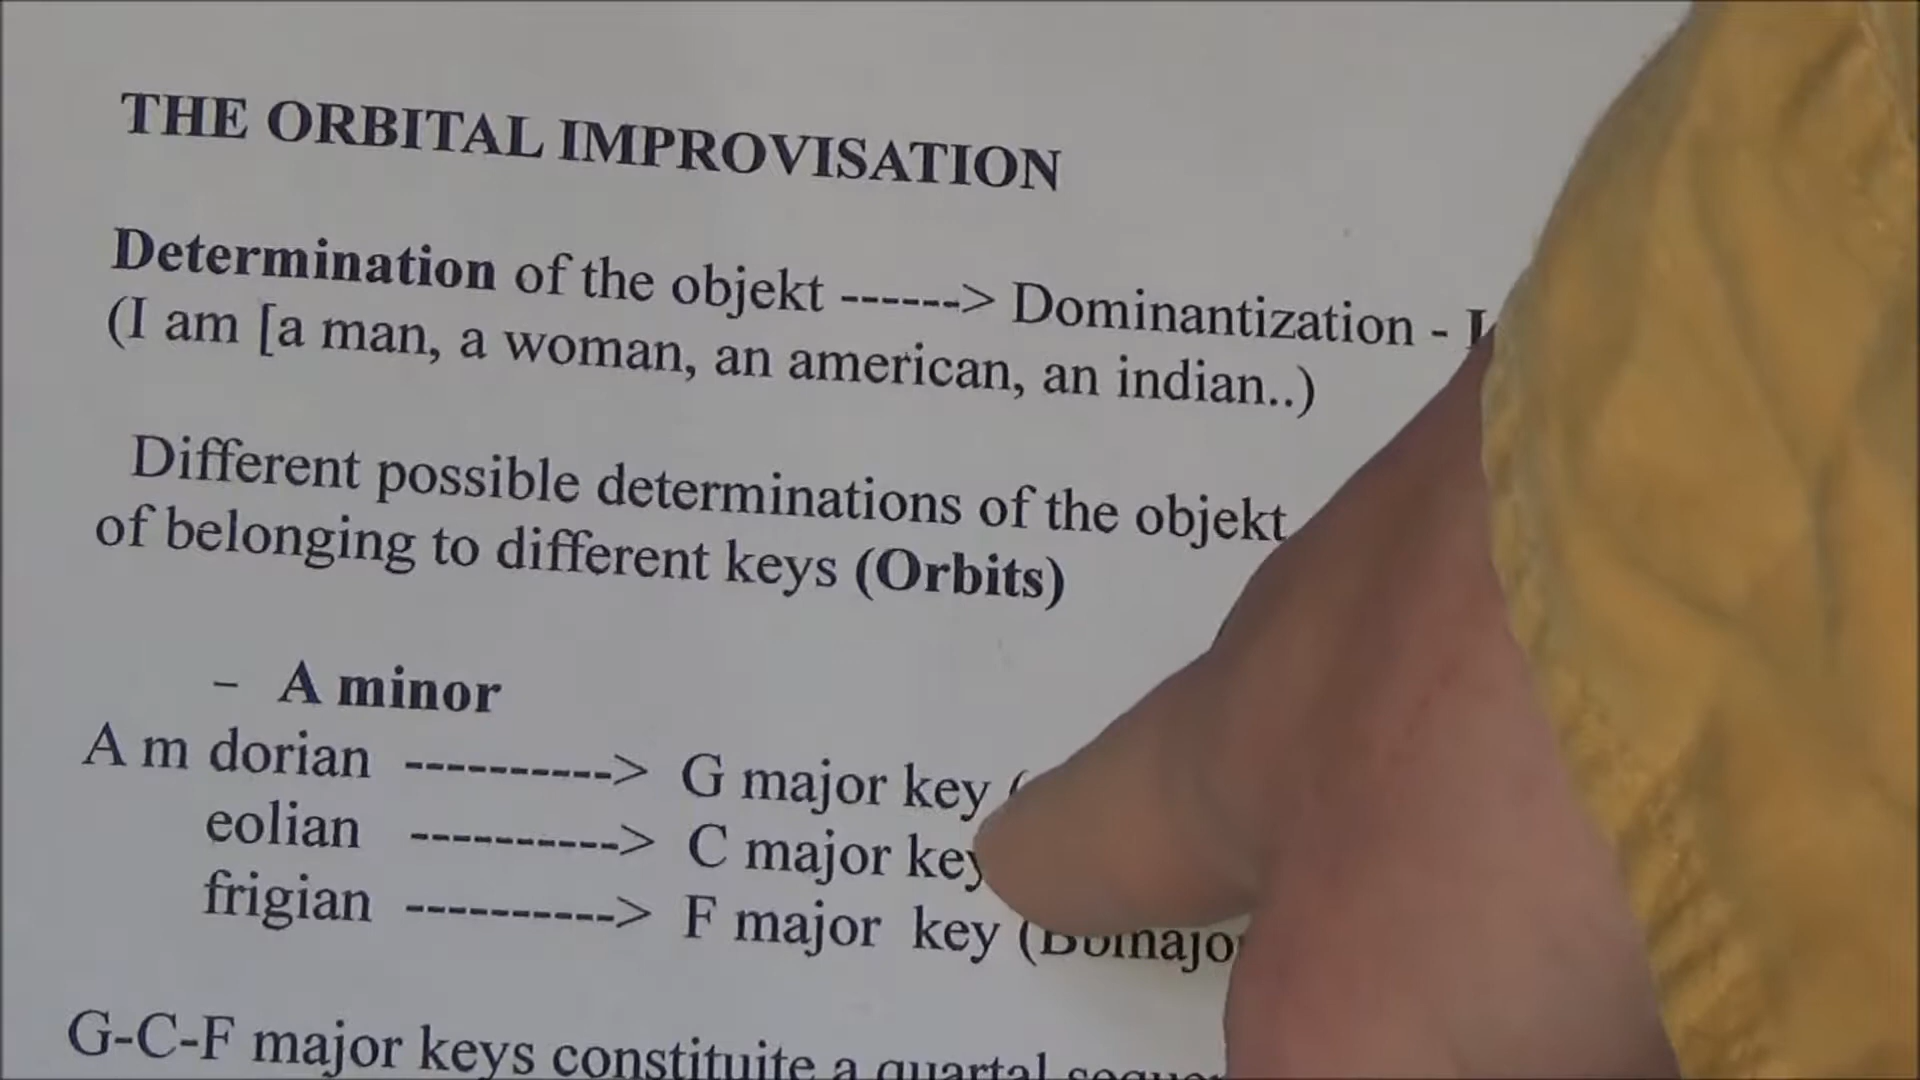 THE ORBITAL IMPROVISATION
Determination of the objekt ------> Dominantization -
(I am [a man, a woman, an american, an indian..)
Different possible determinations of the objekt
of belonging to different keys (Orbits)
– A minor
A m dorian ----------> G major key (
eolian ----------> C major key
frigian ----------> F major key (
G-C-F major keys constituite a quartal